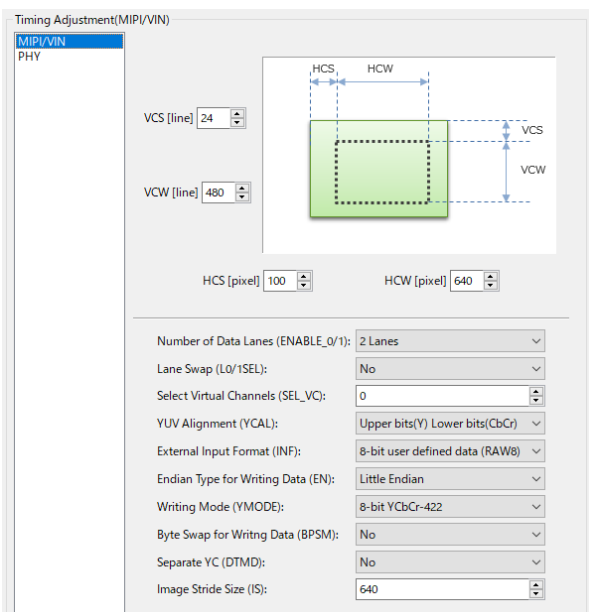 Timing Adjustment(MIPI/VIN)
MIPI/VIN
PHY
HCS HCW
VCS [line] 24
VCS
VCW
VCW [line] 480
HCS [pixel] 100 HCW [pixel] 640
Number of Data Lanes (ENABLE_0/1): 2 Lanes
Lane Swap (L0/1SEL): No
Select Virtual Channels (SEL_VC): 0
YUV Alignment (YCAL): Upper bits(Y) Lower bits(CbCr)
External Input Format (INF): 8-bit user defined data (RAW8)
Endian Type for Writing Data (EN): Little Endian
Writing Mode (YMODE): 8-bit YCbCr-422
Byte Swap for Writng Data (BPSM): No
Separate YC (DTMD): No
Image Stride Size (IS): 640